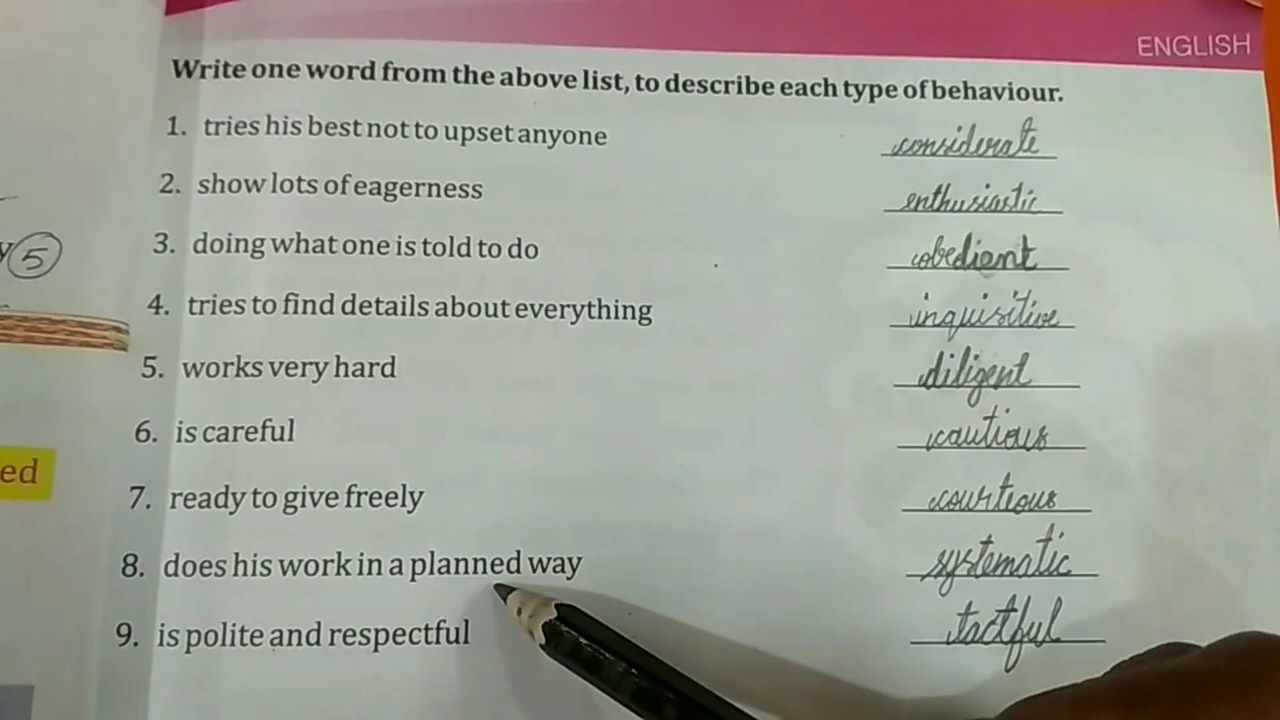 ENGLISH
Write one word from the above list, to describe each type of behaviour.
1. tries his best not to upset anyone considerate
2. show lots of eagerness enthusiastic
3. doing what one is told to do obedient
y 5
4. tries to find details about everything inquisitive
5. works very hard diligent
6. is careful cautious
ed
7. ready to give freely courteous
8. does his work in a planned way systematic
9. is polite and respectful tactful